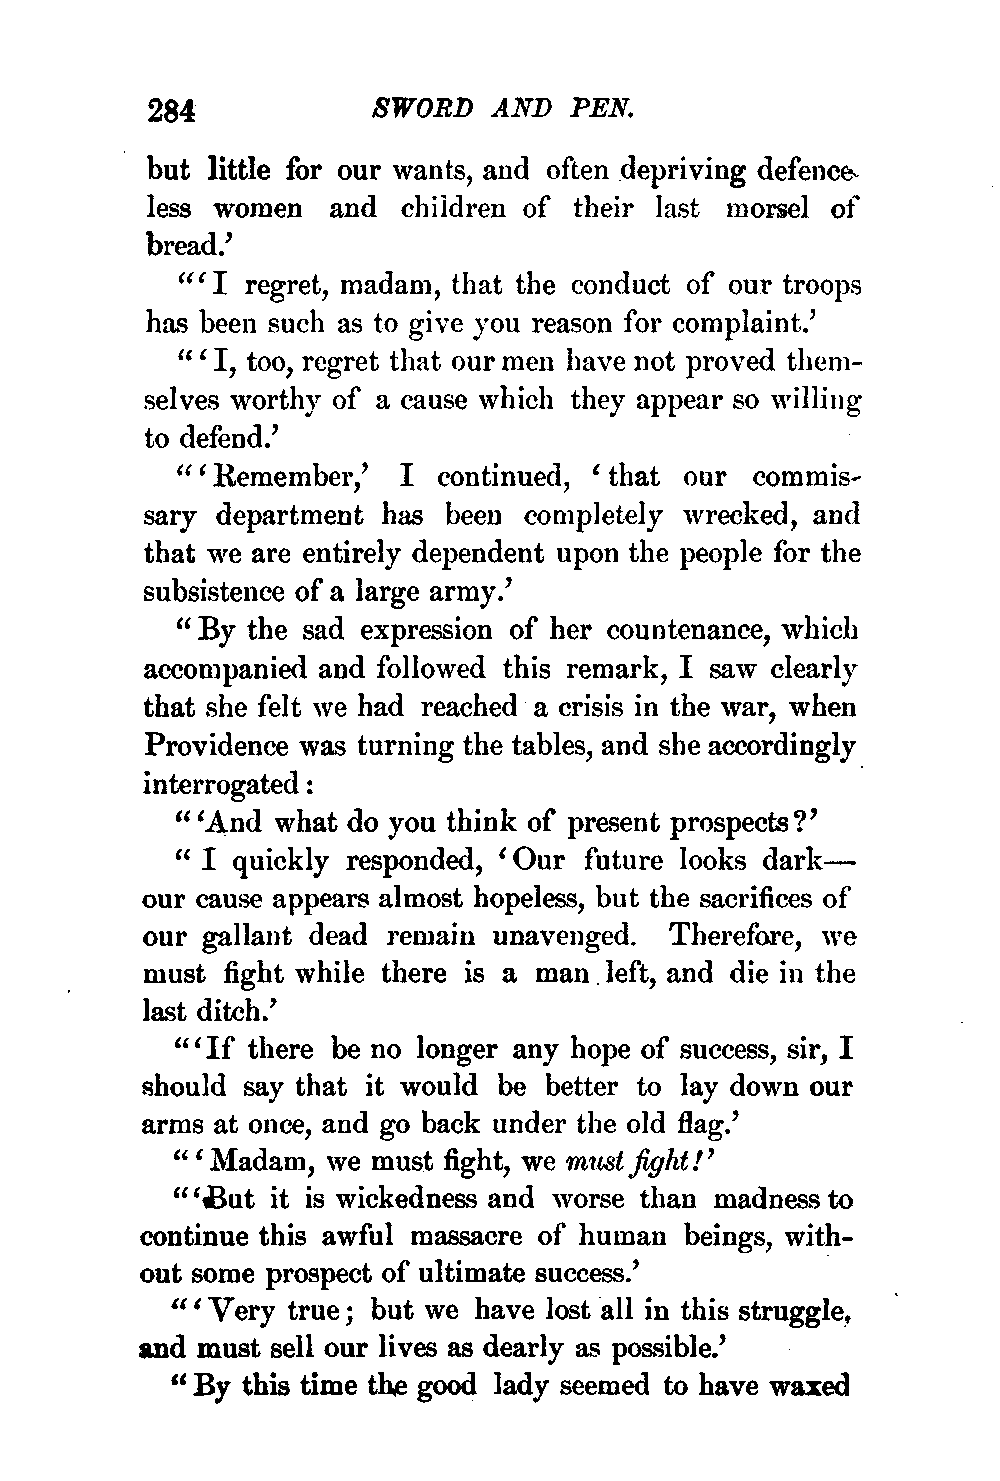 284 SWORD AND PEN.
but little for our wants, and often depriving defence-
less women and children of their last morsel of
bread.’
“‘I regret, madam, that the conduct of our troops
has been such as to give you reason for complaint.’
“‘I, too, regret that our men have not proved them-
selves worthy of a cause which they appear so willing
to defend.’
“‘Remember,’ I continued, ‘that our commis-
sary department has been completely wrecked, and
that we are entirely dependent upon the people for the
subsistence of a large army.’
“By the sad expression of her countenance, which
accompanied and followed this remark, I saw clearly
that she felt we had reached a crisis in the war, when
Providence was turning the tables, and she accordingly
interrogated:
“‘And what do you think of present prospects?’
“I quickly responded, ‘Our future looks dark—
our cause appears almost hopeless, but the sacrifices of
our gallant dead remain unavenged. Therefore, we
must fight while there is a man left, and die in the
last ditch.’
“‘If there be no longer any hope of success, sir, I
should say that it would be better to lay down our
arms at once, and go back under the old flag.’
“‘Madam, we must fight, we must fight!’
“‘But it is wickedness and worse than madness to
continue this awful massacre of human beings, with-
out some prospect of ultimate success.’
“‘Very true; but we have lost all in this struggle,
and must sell our lives as dearly as possible.’
“By this time the good lady seemed to have waxed